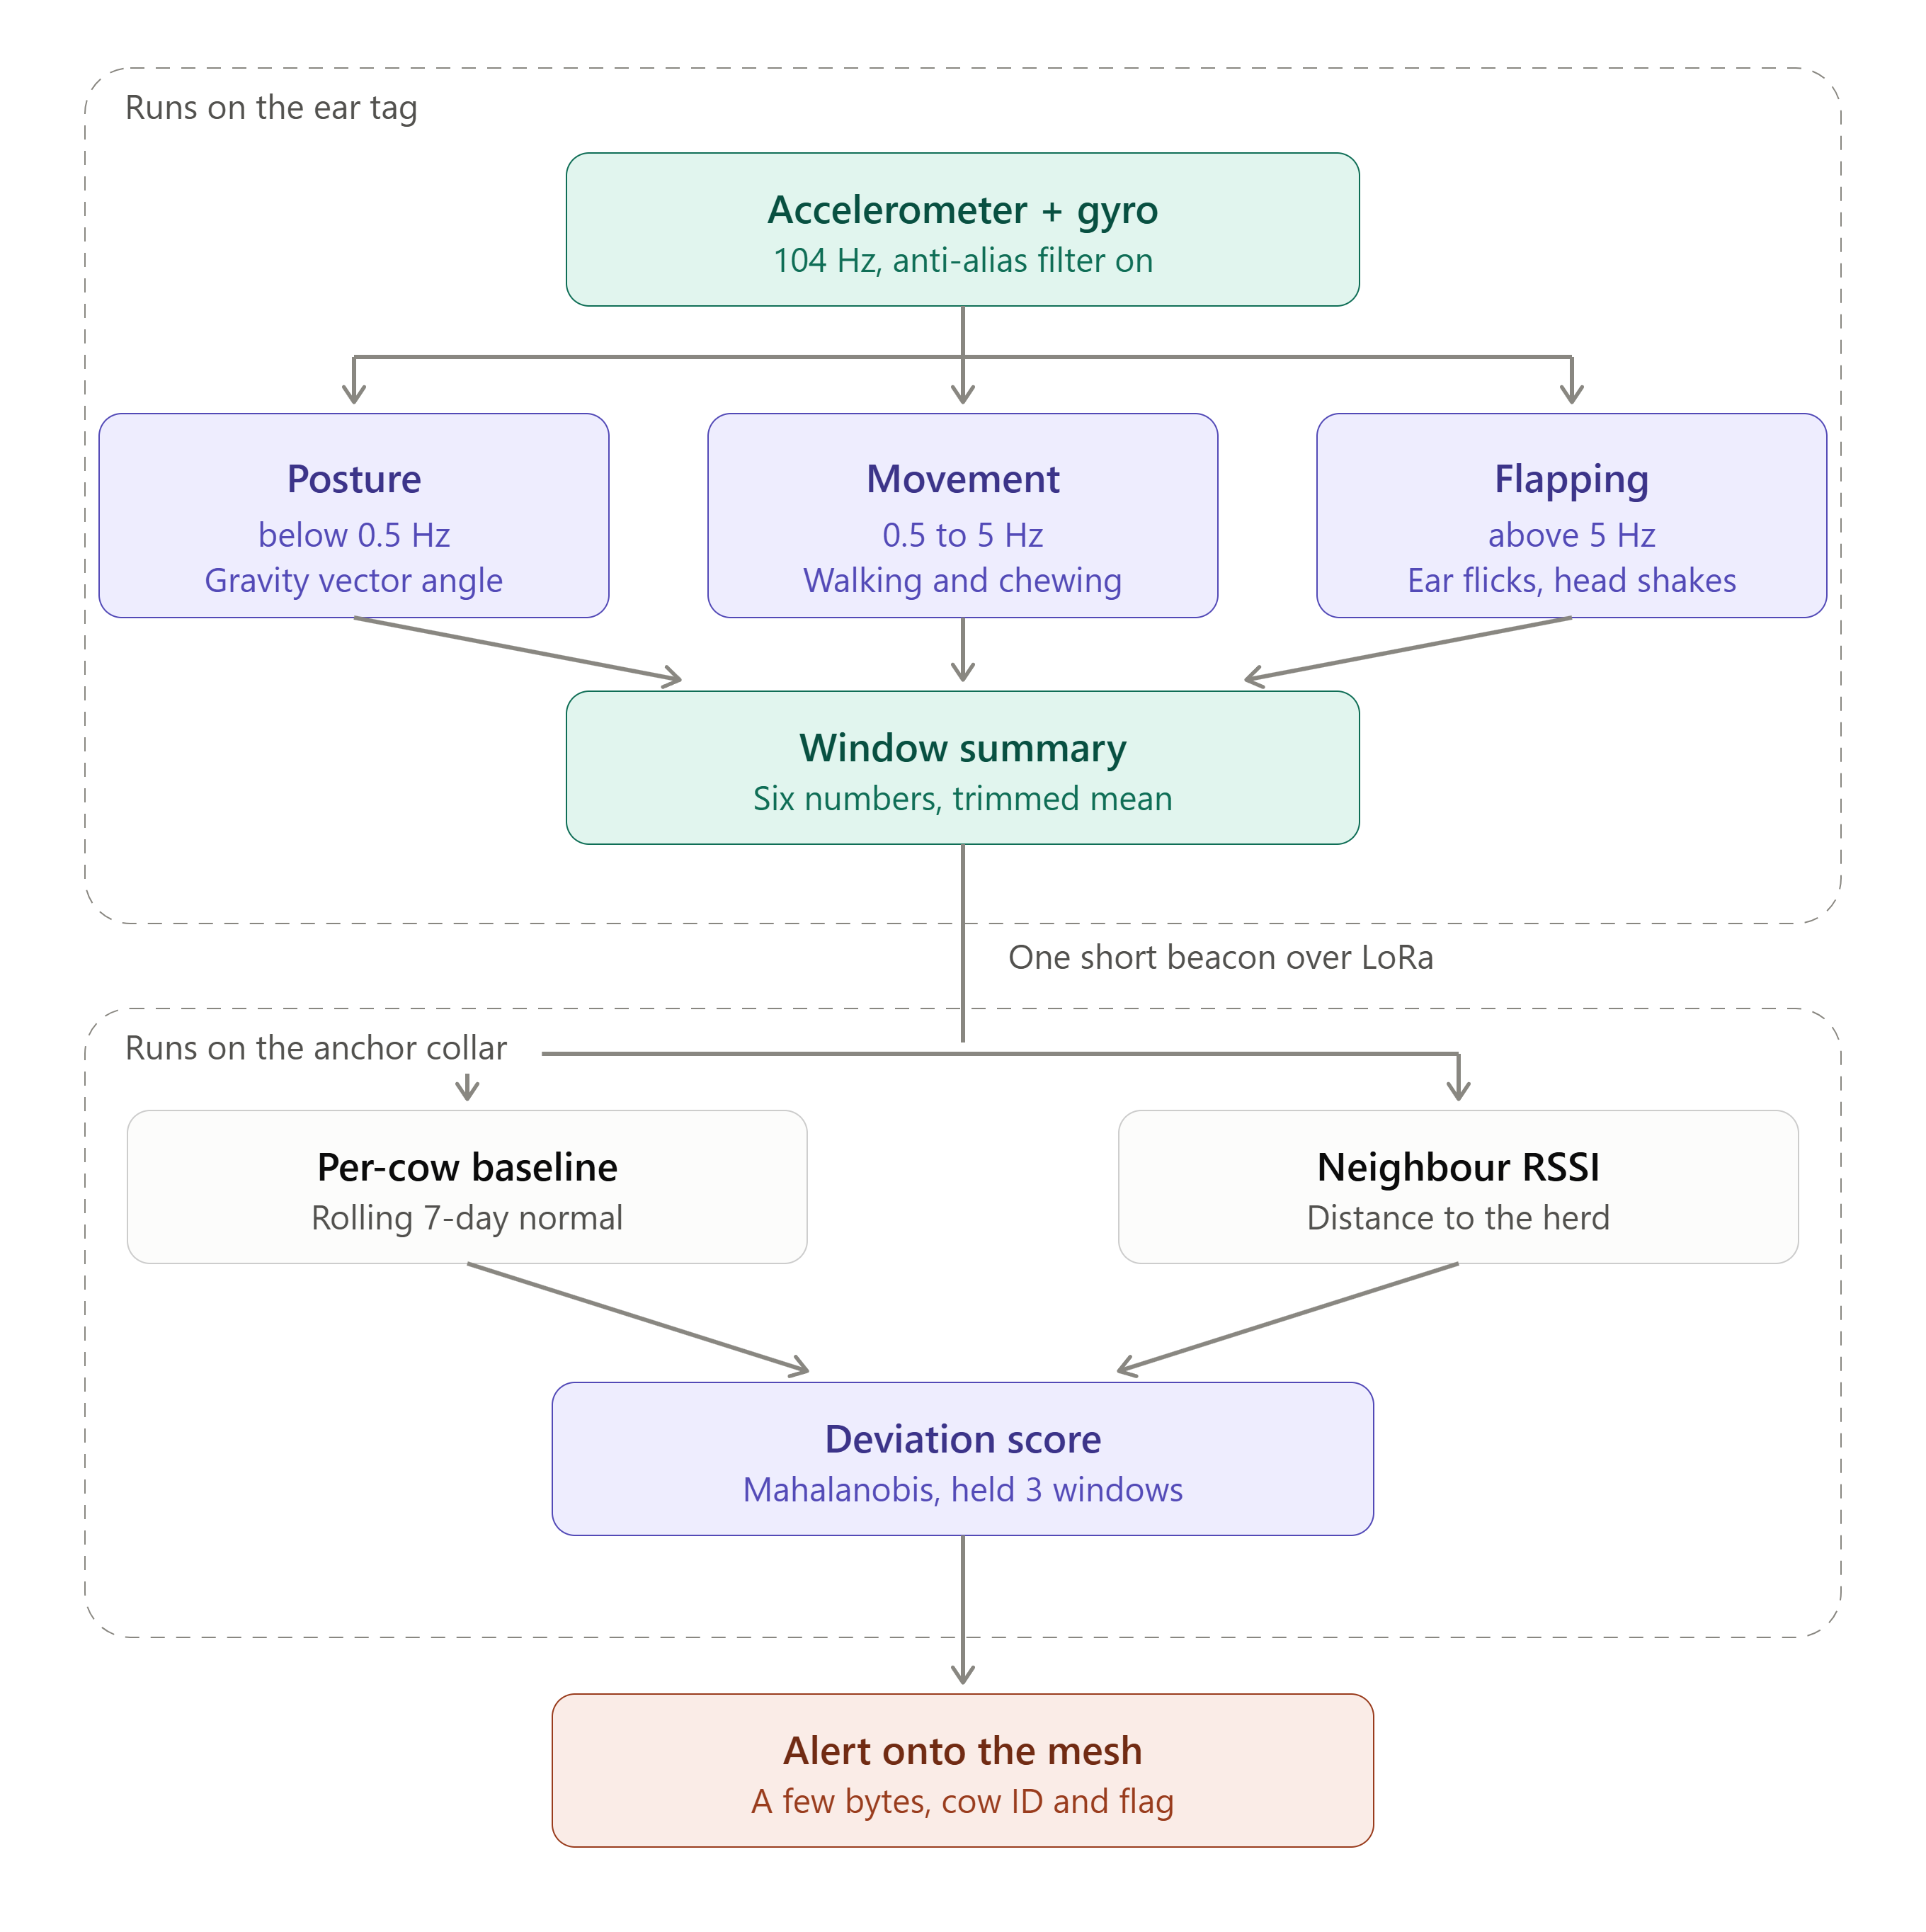 Runs on the ear tag
Accelerometer + gyro
104 Hz, anti-alias filter on
Posture
below 0.5 Hz
Gravity vector angle
Movement
0.5 to 5 Hz
Walking and chewing
Flapping
above 5 Hz
Ear flicks, head shakes
Window summary
Six numbers, trimmed mean
One short beacon over LoRa
Runs on the anchor collar
Per-cow baseline
Rolling 7-day normal
Neighbour RSSI
Distance to the herd
Deviation score
Mahalanobis, held 3 windows
Alert onto the mesh
A few bytes, cow ID and flag